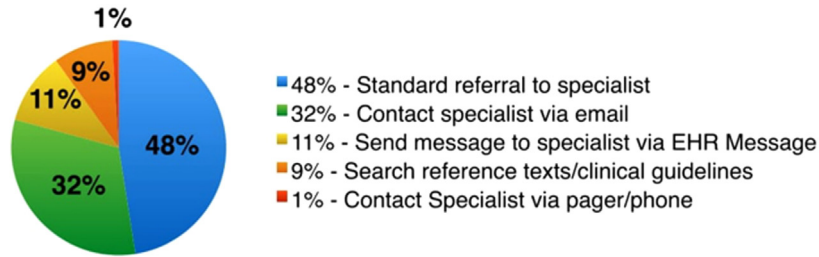 1%
9%
11%
48%
32%
48% - Standard referral to specialist
32% - Contact specialist via email
11% - Send message to specialist via EHR Message
9% - Search reference texts/clinical guidelines
1% - Contact Specialist via pager/phone